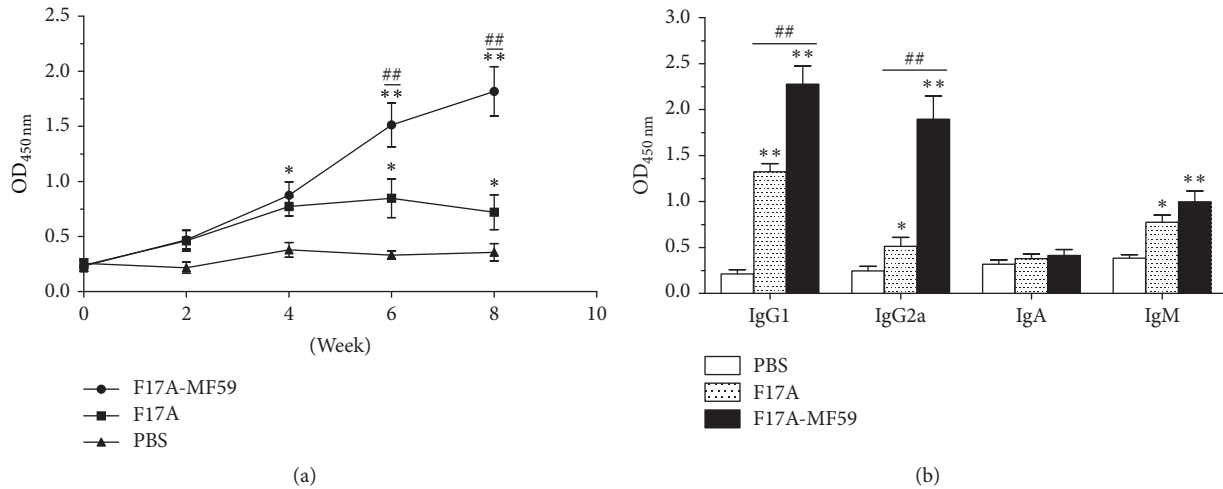 2.5
##
##
**
2.0
**
1.5
OD450 nm
*
*
1.0
*
0.5
0.0
0
2
4
6
8
10
(Week)
F17A-MF59
F17A
PBS
(a)
3.0
##
**
2.5
##
**
2.0
OD450 nm
1.5
**
**
1.0
*
*
0.5
0.0
IgG1
IgG2a
IgA
IgM
PBS
F17A
F17A-MF59
(b)